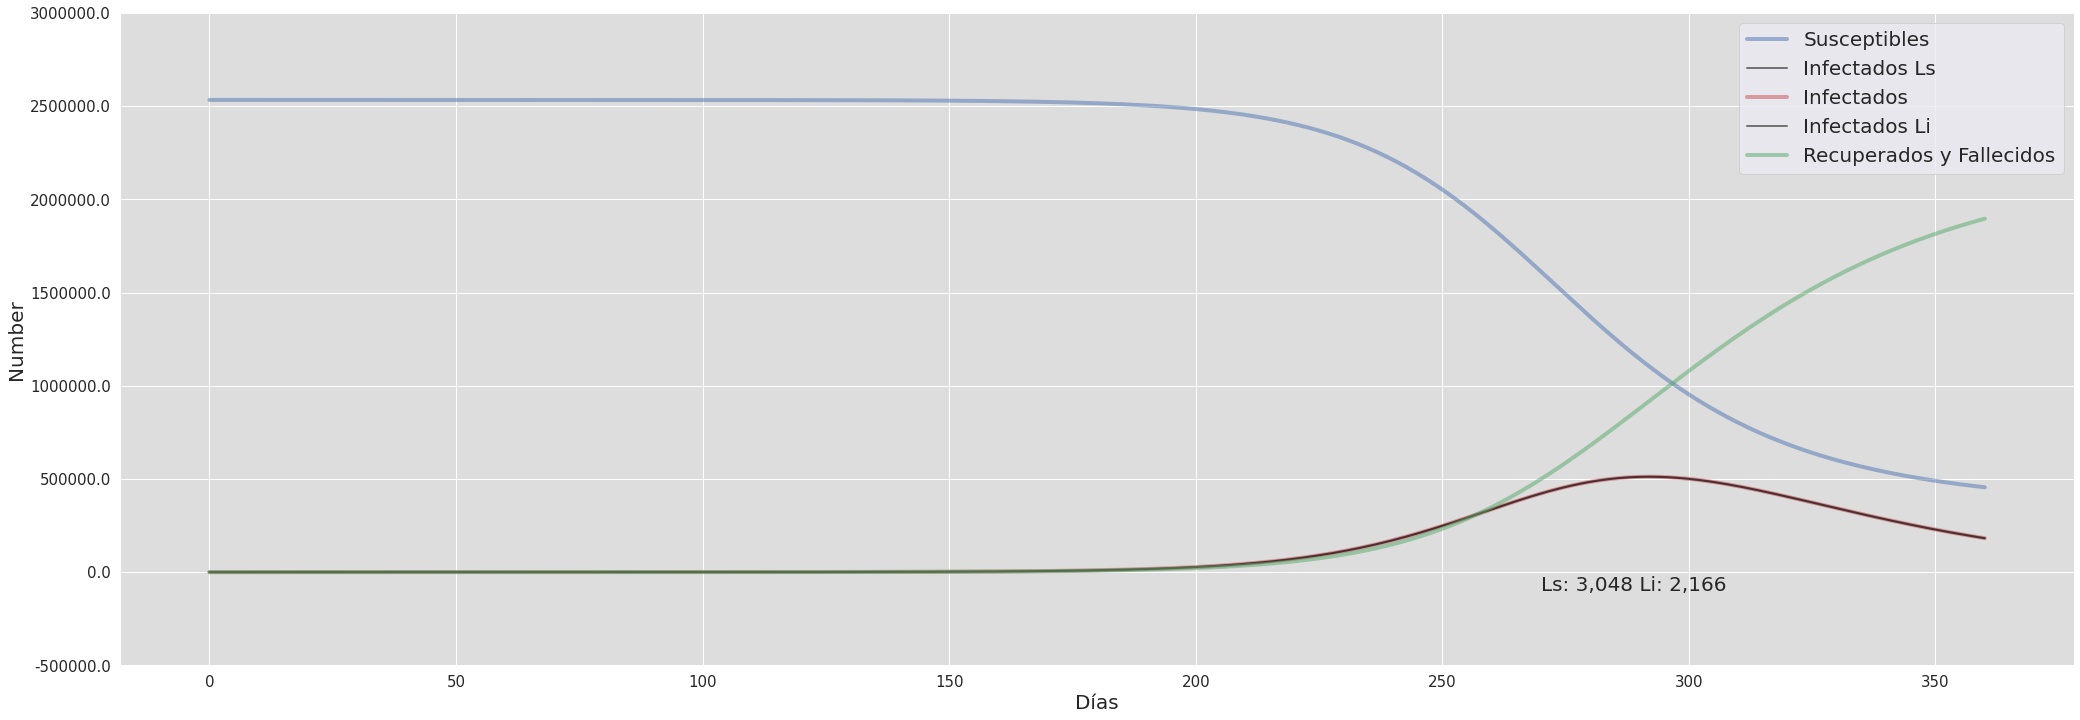 3000000.0
2500000.0
2000000.0
1500000.0
1000000.0
500000.0
0.0
-500000.0
Number
Susceptibles
Infectados Ls
Infectados
Infectados Li
Recuperados y Fallecidos
Ls: 3,048 Li: 2,166
0 50 100 150 200 250 300 350
Días